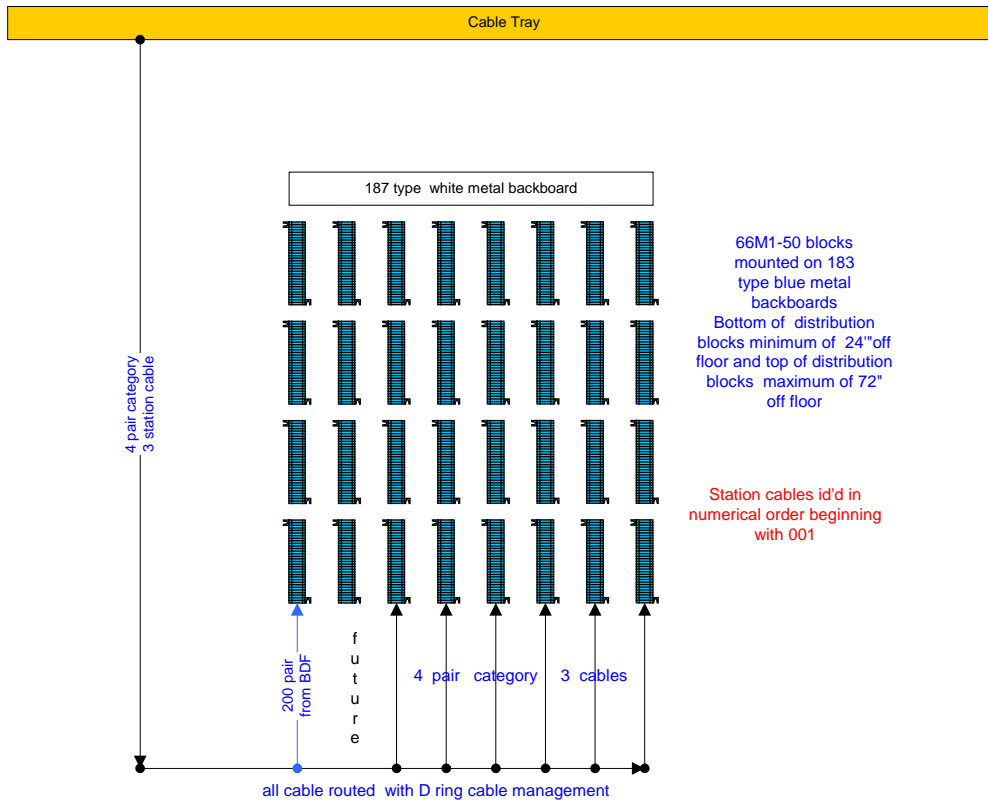 Cable Tray
187 type  white metal backboard
66M1-50 blocks
mounted on 183
type blue metal
backboards
Bottom of  distribution
blocks minimum of  24'"off
floor and top of distribution
blocks  maximum of 72"
off floor
4 pair category
3 station cable
Station cables id'd in
numerical order beginning
with 001
200 pair
from BDF
f
u
t
u
r
e
4  pair   category    3  cables
all cable routed  with D ring cable management